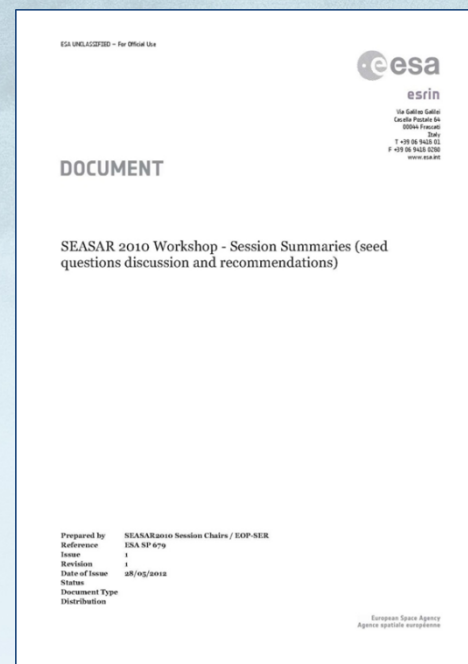 ESA UNCLASSIFIED – For Official Use
esa
esrin
Via Galileo Galilei
Casella Postale 64
00044 Frascati
Italy
T +39 06 9418 01
F +39 06 9418 0280
www.esa.int
DOCUMENT
SEASAR 2010 Workshop - Session Summaries (seed
questions discussion and recommendations)
Prepared by SEASAR2010 Session Chairs / EOP-SER
Reference ESA SP 679
Issue 1
Revision 1
Date of Issue 28/05/2012
Status
Document Type
Distribution
European Space Agency
Agence spatiale européenne